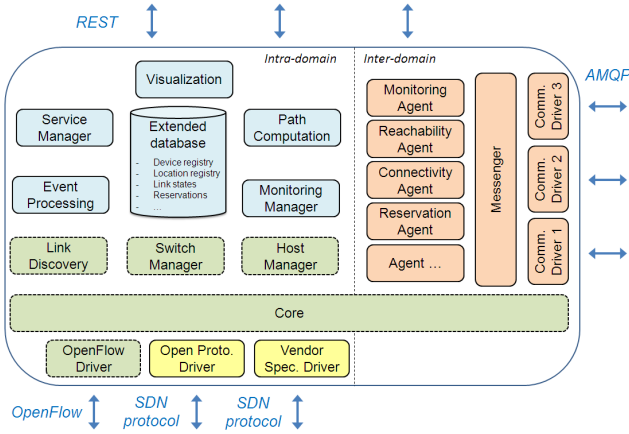 REST
Intra-domain
Inter-domain
AMQP
Visualization
Service
Manager
Extended
database
- Device registry
- Location registry
- Link states
- Reservations
- ...
Path
Computation
Event
Processing
Monitoring
Manager
Link
Discovery
Switch
Manager
Host
Manager
Monitoring
Agent
Reachability
Agent
Connectivity
Agent
Reservation
Agent
Agent ...
Messenger
Comm.
Driver 3
Comm.
Driver 2
Comm.
Driver 1
Core
OpenFlow
Driver
Open Proto.
Driver
Vendor
Spec. Driver
OpenFlow
SDN
protocol
SDN
protocol